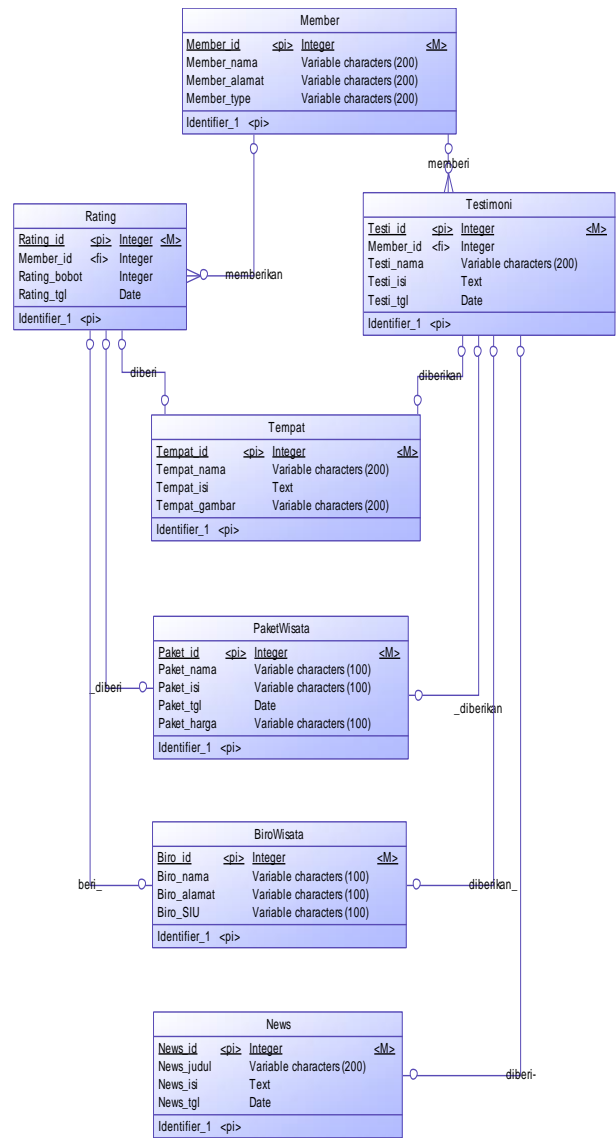 Member
Member_id <pi> Integer <M>
Member_nama Variable characters (200)
Member_alamat Variable characters (200)
Member_type Variable characters (200)
Identifier_1 <pi>
memberi
Rating
Rating_id <pi> Integer <M>
Member_id <fi> Integer
Rating_bobot Integer
Rating_tgl Date
Identifier_1 <pi>
memberikan
Testimoni
Testi_id <pi> Integer <M>
Member_id <fi> Integer
Testi_nama Variable characters (200)
Testi_isi Text
Testi_tgl Date
Identifier_1 <pi>
diberi
diberikan
Tempat
Tempat_id <pi> Integer <M>
Tempat_nama Variable characters (200)
Tempat_isi Text
Tempat_gambar Variable characters (200)
Identifier_1 <pi>
PaketWisata
Paket_id <pi> Integer <M>
Paket_nama Variable characters (100)
Paket_isi Variable characters (100)
Paket_tgl Date
Paket_harga Variable characters (100)
Identifier_1 <pi>
_diberi
_diberikan
BiroWisata
Biro_id <pi> Integer <M>
Biro_nama Variable characters (100)
Biro_alamat Variable characters (100)
Biro_SIU Variable characters (100)
Identifier_1 <pi>
beri_
diberikan_
News
News_id <pi> Integer <M>
News_judul Variable characters (200)
News_isi Text
News_tgl Date
Identifier_1 <pi>
diberi-